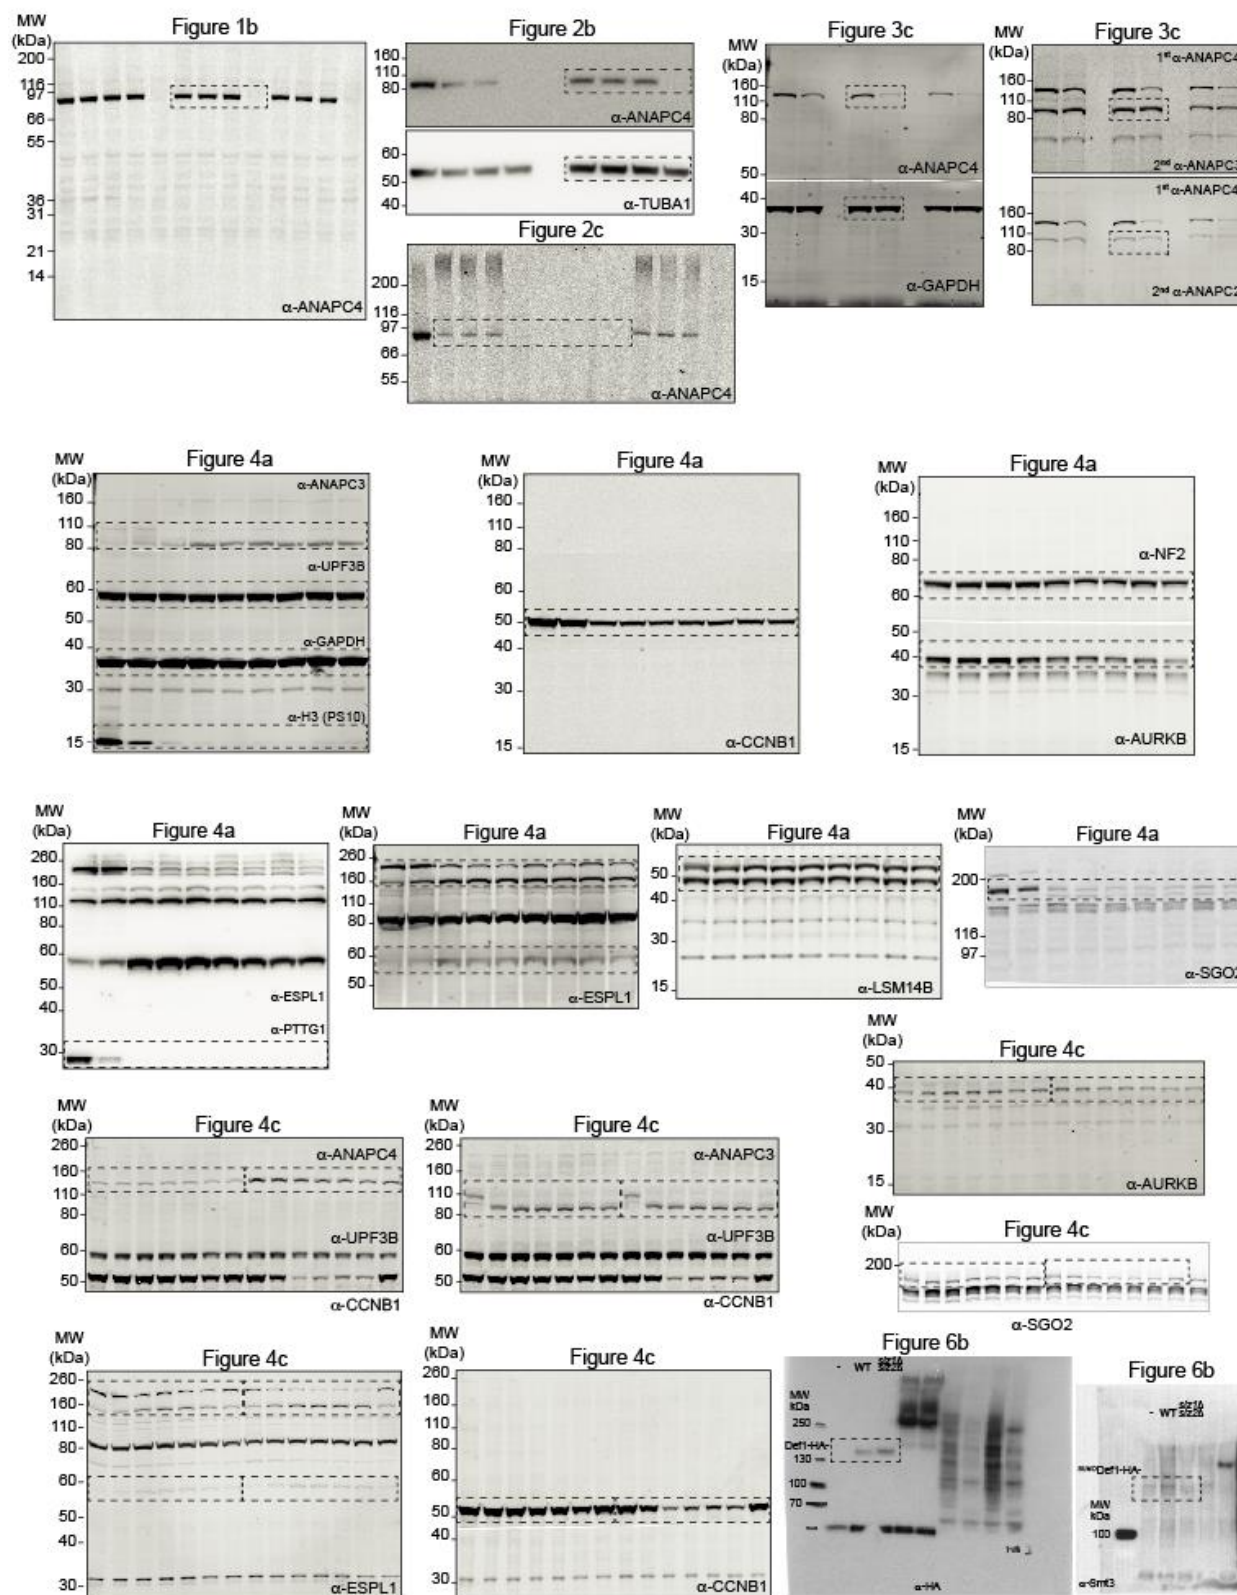 MW
(kDa)
Figure 1b
200
116
97
66
55
36
31
21
14
α-ANAPC4
Figure 2b
160
110
80
α-ANAPC4
60
50
40
α-TUBA1
Figure 2c
200
116
97
66
55
α-ANAPC4
MW
(kDa)
Figure 3c
160
110
80
50
α-ANAPC4
40
30
15
α-GAPDH
MW
(kDa)
Figure 3c
1st α-ANAPC4
160
110
80
2nd α-ANAPC3
1st α-ANAPC4
160
110
80
2nd α-ANAPC2
MW
(kDa)
Figure 4a
α-ANAPC3
160
110
80
α-UPF3B
60
50
α-GAPDH
40
30
α-H3 (PS10)
15
MW
(kDa)
Figure 4a
160
110
80
60
50
40
30
15
α-CCNB1
MW
(kDa)
Figure 4a
160
110
80
α-NF2
60
50
40
30
15
α-AURKB
MW
(kDa)
Figure 4a
260
160
110
80
60
50
α-ESPL1
40
α-PTTG1
30
MW
(kDa)
Figure 4a
260
160
110
80
60
50
α-ESPL1
MW
(kDa)
Figure 4a
50
40
30
15
α-LSM14B
MW
(kDa)
Figure 4a
200
116
97
α-SGO2
MW
(kDa)
Figure 4c
50
40
30
15
α-AURKB
MW
(kDa)
Figure 4c
260
α-ANAPC4
160
110
80
α-UPF3B
60
50
α-CCNB1
MW
(kDa)
Figure 4c
260
α-ANAPC3
160
110
80
α-UPF3B
60
50
α-CCNB1
MW
(kDa)
Figure 4c
200
α-SGO2
MW
(kDa)
Figure 4c
260
160
110
80
60
50
40
30
α-ESPL1
MW
(kDa)
Figure 4c
260
160
110
80
60
50
40
30
α-CCNB1
Figure 6b
- WT siz1Δ
siz2Δ
MW
kDa
250
Def1-HA-
130
100
70
HA
α-HA
Figure 6b
- WT siz1Δ
siz2Δ
Def1-HA-
MW
kDa
100
α-Smt3